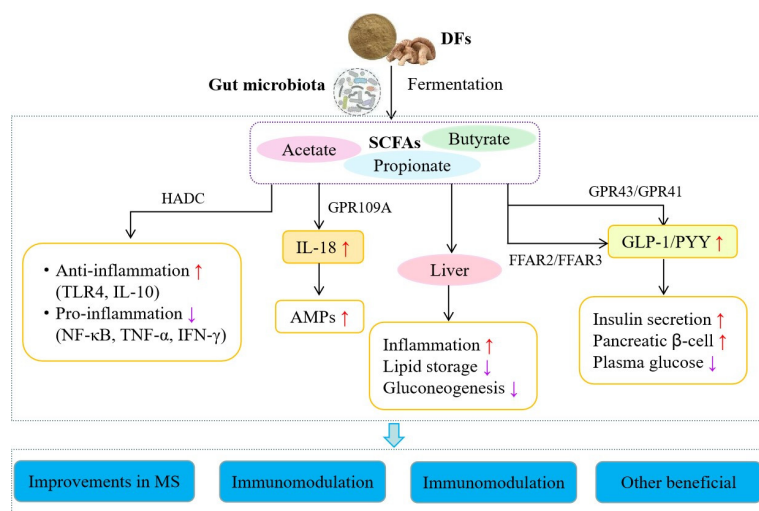 DFs
Gut microbiota
Fermentation
SCFAs
Acetate
Butyrate
Propionate
HADC
GPR109A
GPR43/GPR41
FFAR2/FFAR3
• Anti-inflammation ↑
(TLR4, IL-10)
• Pro-inflammation ↓
(NF-κB, TNF-α, IFN-γ)
IL-18 ↑
AMPs ↑
Liver
Inflammation ↑
Lipid storage ↓
Gluconeogenesis ↓
GLP-1/PYY ↑
Insulin secretion ↑
Pancreatic β-cell ↑
Plasma glucose ↓
Improvements in MS
Immunomodulation
Immunomodulation
Other beneficial